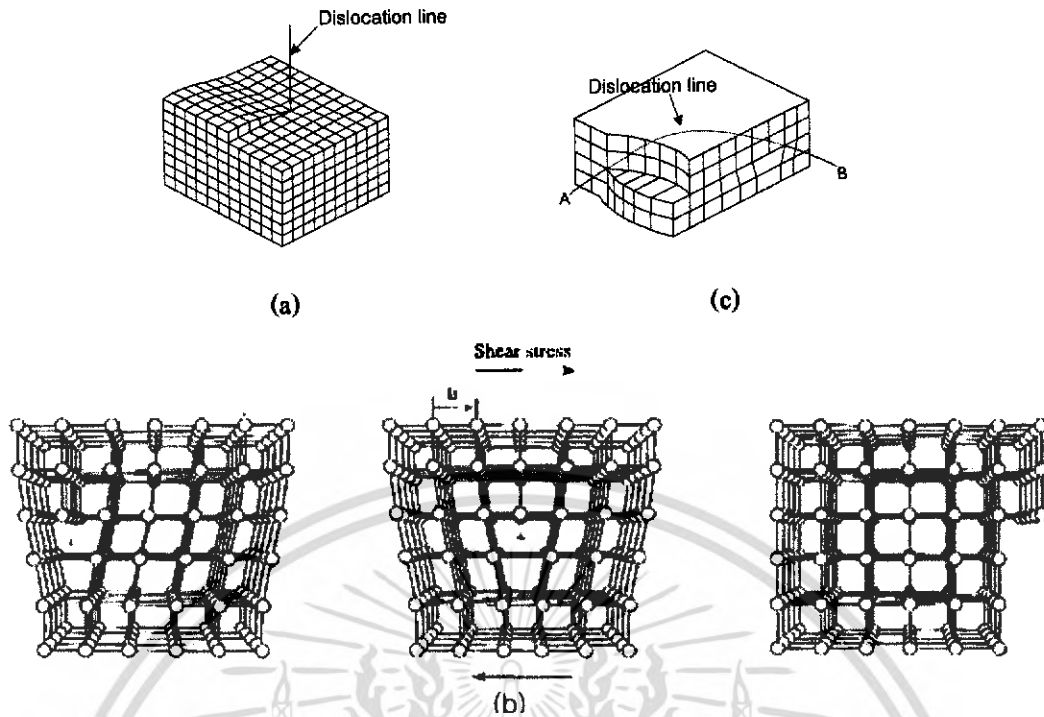 Dislocation line
Dislocation line
A
B
(a)
(c)
Shear stress
b
(b)